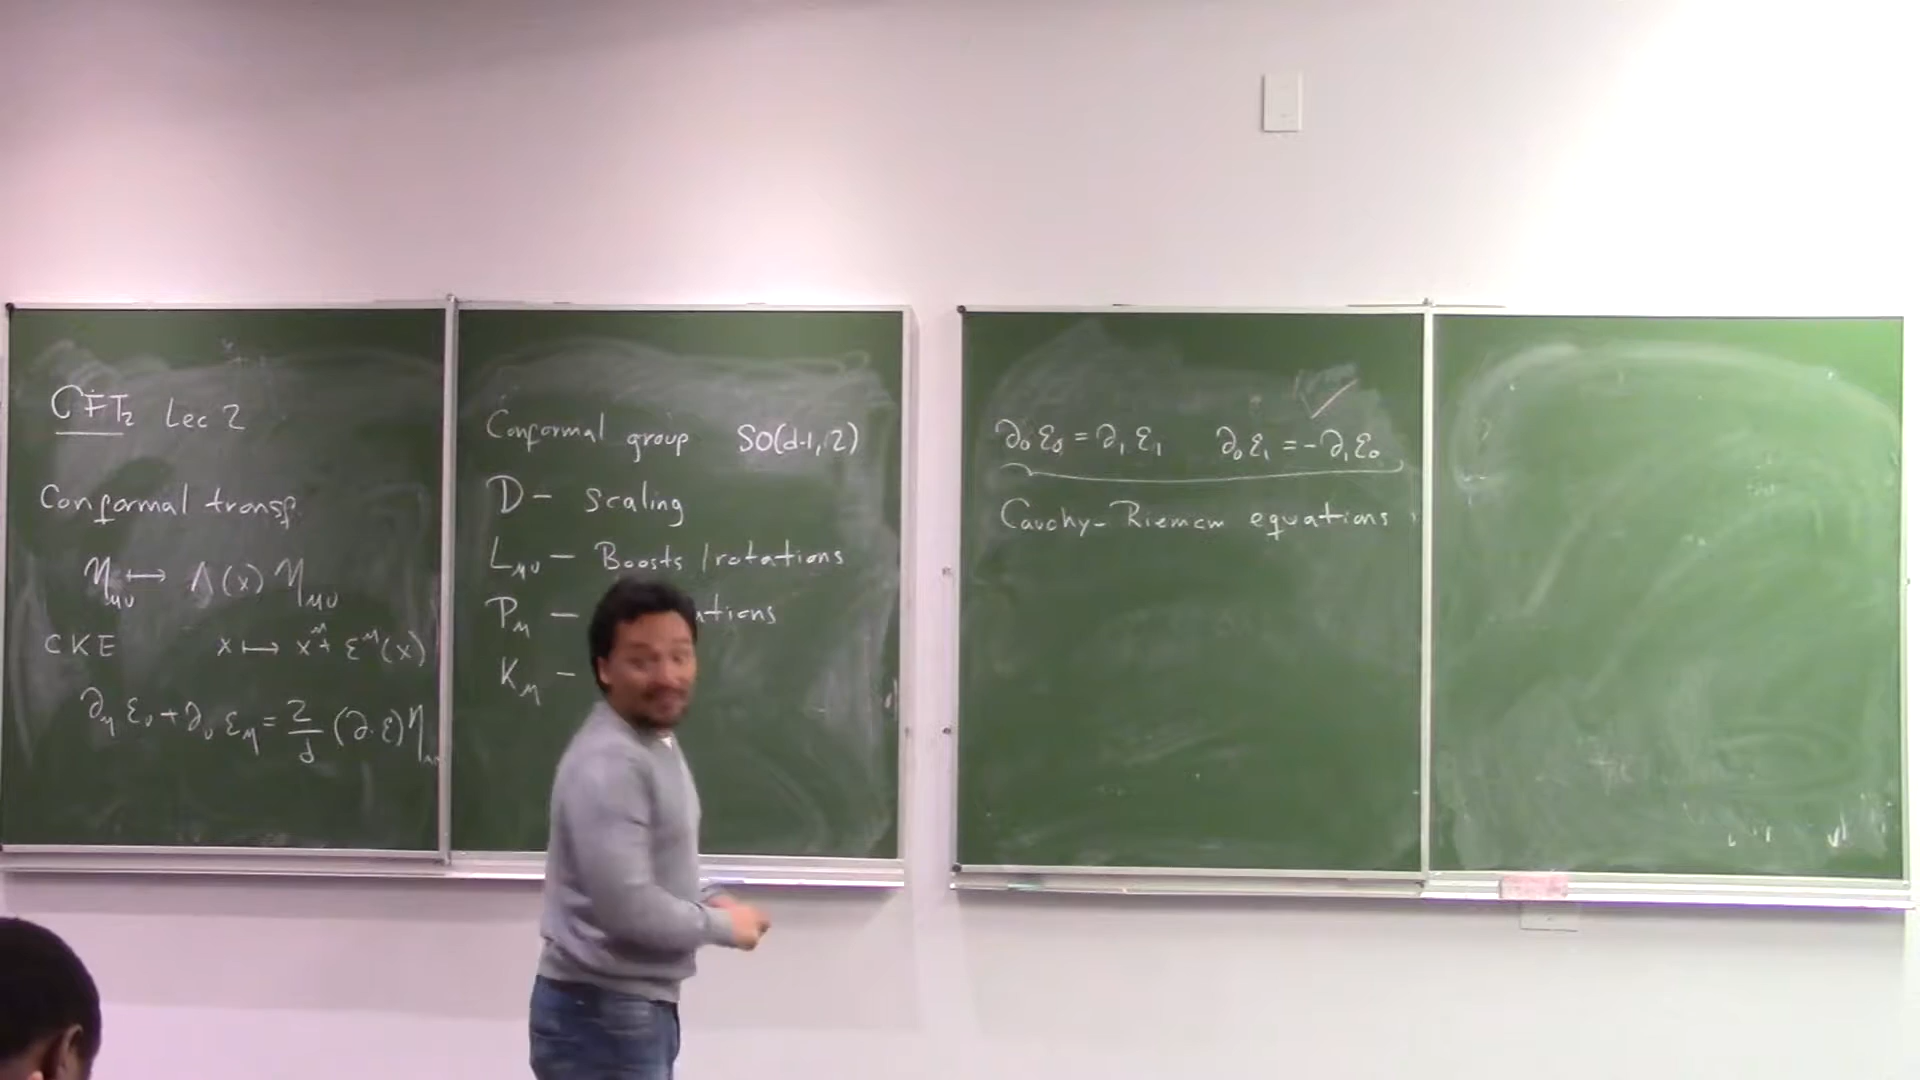 CFT₂ Lec 2
Conformal transf.
η_μν ↦ Λ(x) η_μν
CKE x ↦ x^μ + ε^μ(x)
∂_μ ε_ν + ∂_ν ε_μ = 2/d (∂·ε) η
Conformal group SO(d-1,2)
D - scaling
L_μν - Boosts /rotations
P_μ -
K_μ -
∂₀ε₀ = ∂₁ε₁ ∂₀ε₁ = -∂₁ε₀
Cauchy-Riemann equations